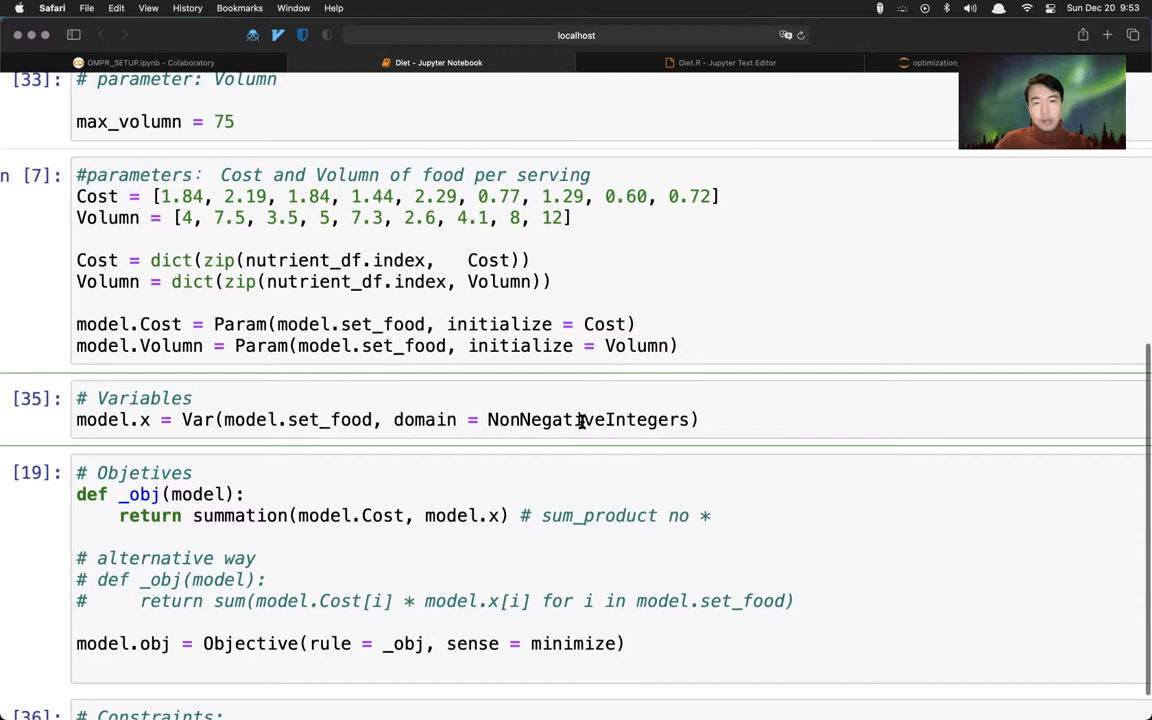 Safari File Edit View History Bookmarks Window Help Sun Dec 20 9:53
localhost
OMPR_SETUP.ipynb - Colaboratory Diet - Jupyter Notebook Diet.R - Jupyter Text Editor optimization_
[33]: # parameter: Volumn
max_volumn = 75
n [7]: #parameters: Cost and Volumn of food per serving
Cost = [1.84, 2.19, 1.84, 1.44, 2.29, 0.77, 1.29, 0.60, 0.72]
Volumn = [4, 7.5, 3.5, 5, 7.3, 2.6, 4.1, 8, 12]
Cost = dict(zip(nutrient_df.index, Cost))
Volumn = dict(zip(nutrient_df.index, Volumn))
model.Cost = Param(model.set_food, initialize = Cost)
model.Volumn = Param(model.set_food, initialize = Volumn)
[35]: # Variables
model.x = Var(model.set_food, domain = NonNegativeIntegers)
[19]: # Objetives
def _obj(model):
return summation(model.Cost, model.x) # sum_product no *
# alternative way
# def _obj(model):
# return sum(model.Cost[i] * model.x[i] for i in model.set_food)
model.obj = Objective(rule = _obj, sense = minimize)
[36]: # Constraints: